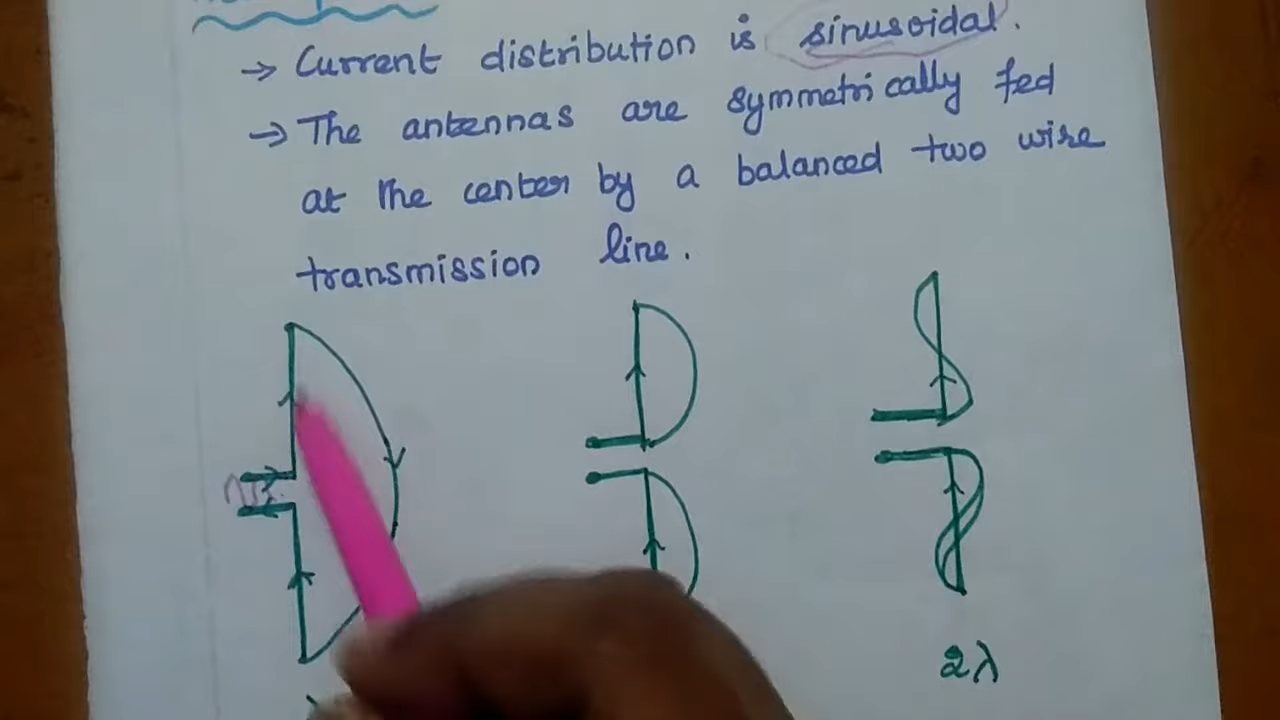 → Current distribution is sinusoidal.
→ The antennas are symmetrically fed
at the center by a balanced two wire
transmission line.
2λ